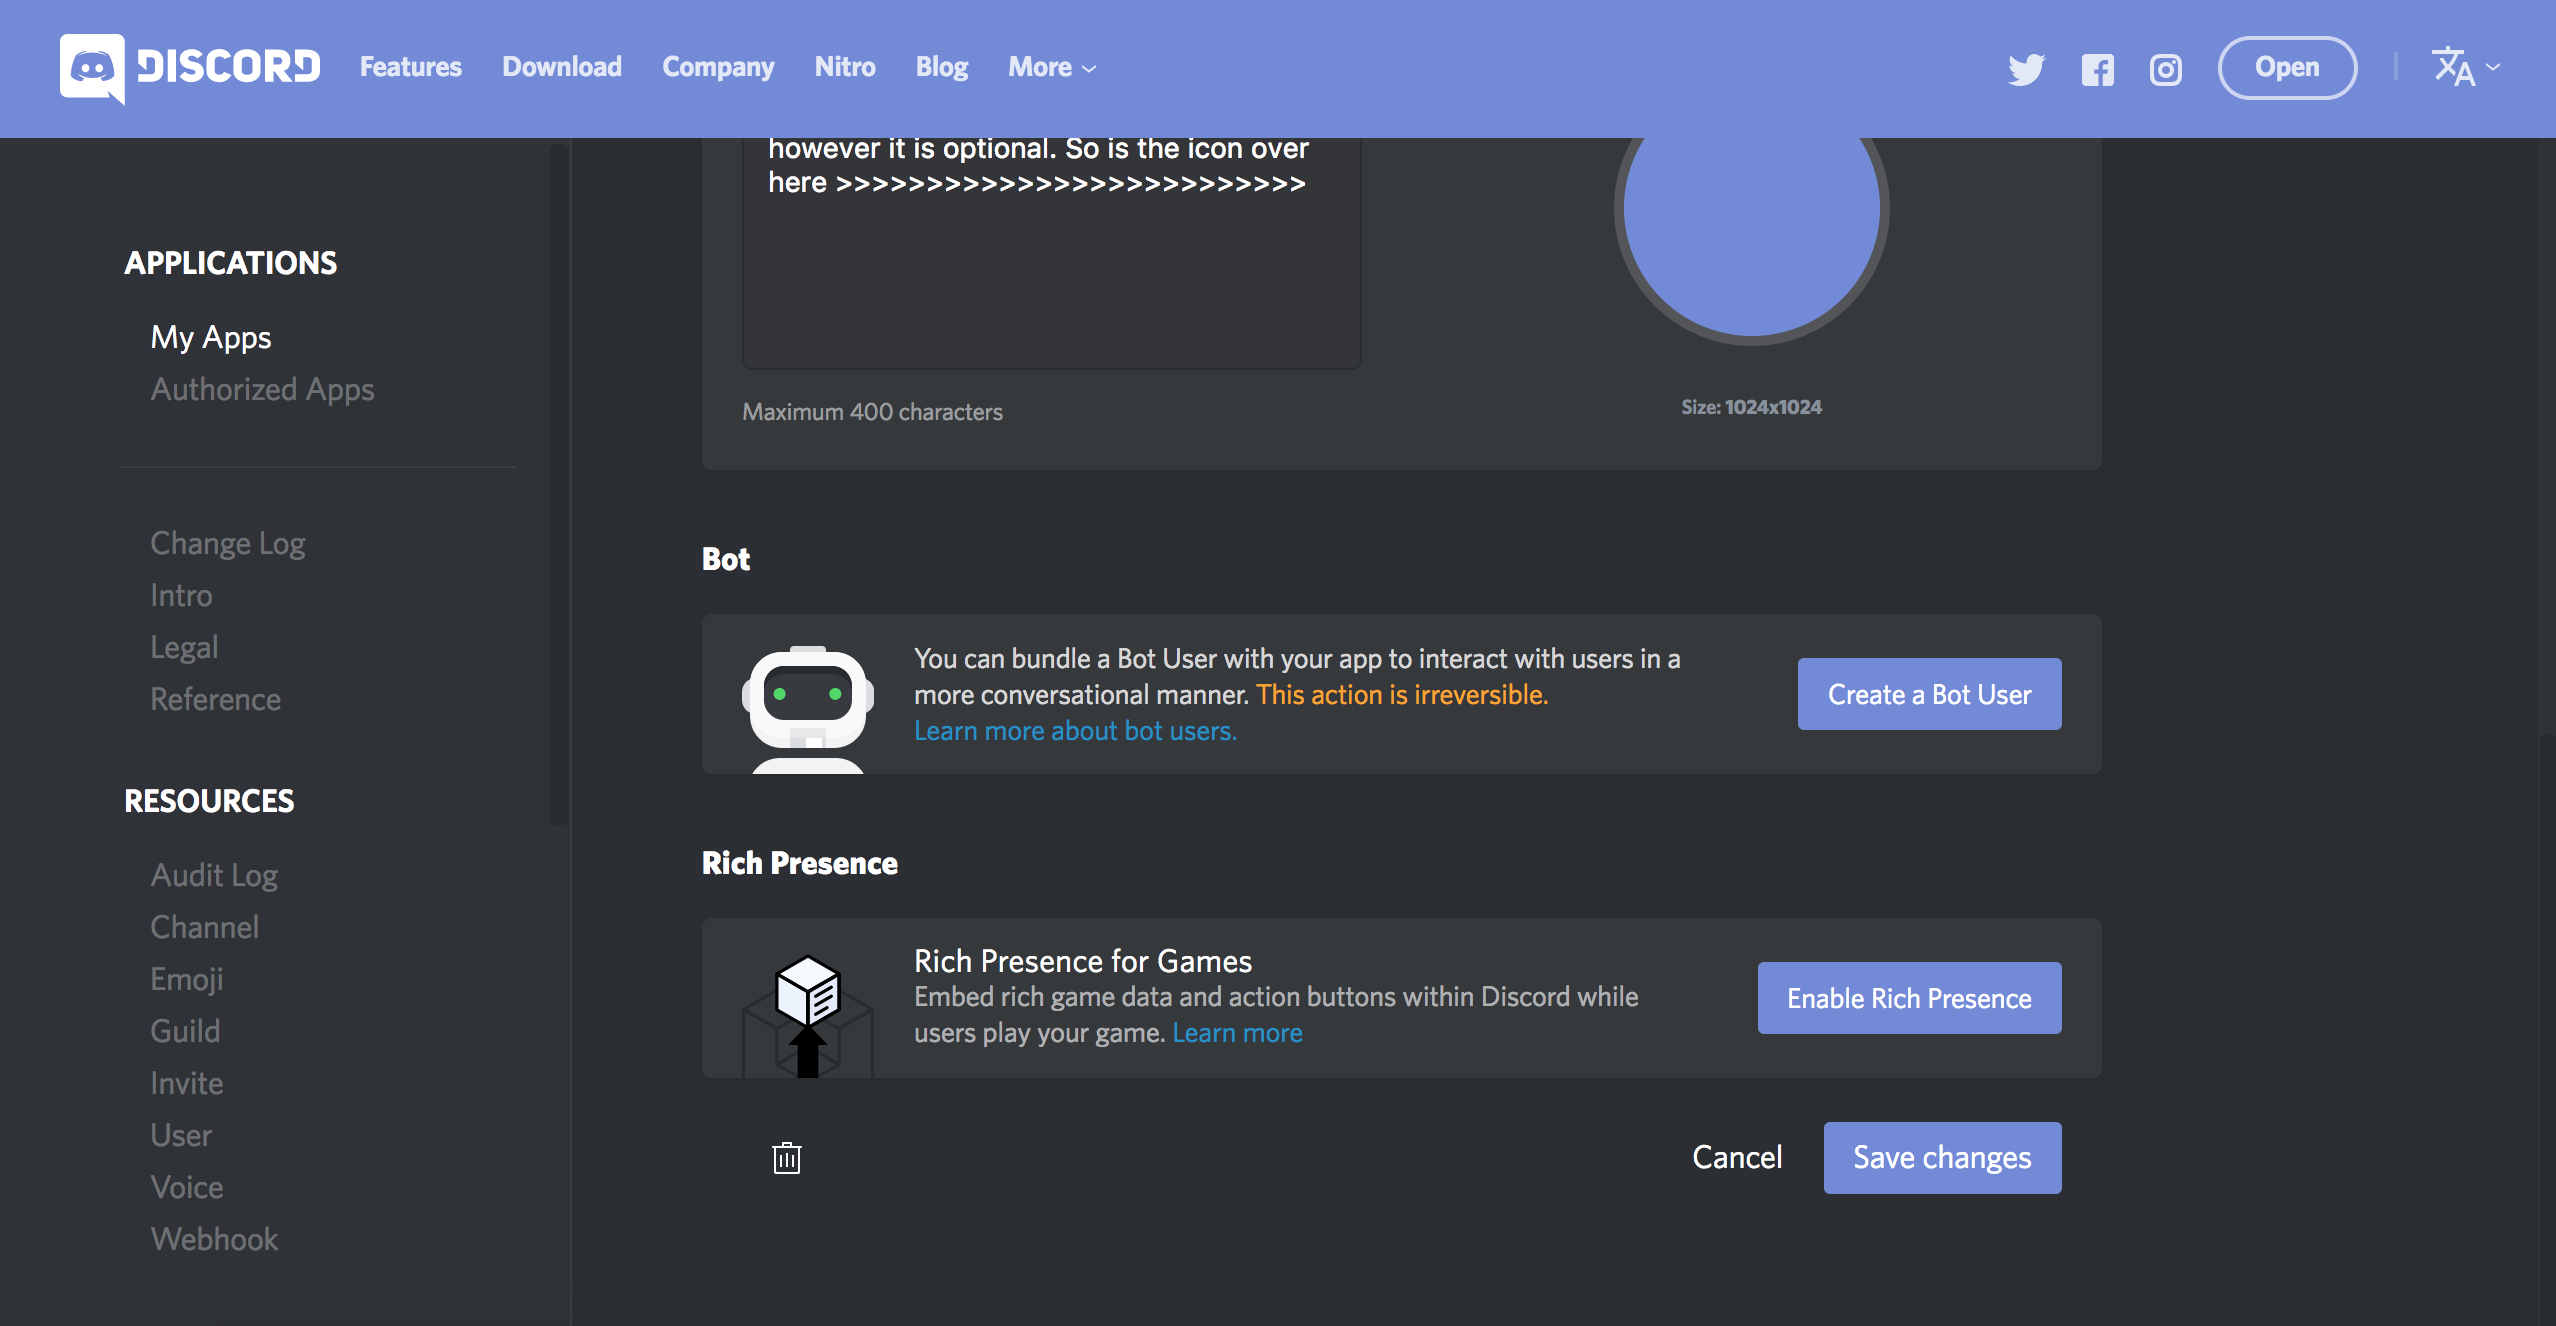 DISCORD Features Download Company Nitro Blog More Open
APPLICATIONS
My Apps
Authorized Apps
Change Log
Intro
Legal
Reference
RESOURCES
Audit Log
Channel
Emoji
Guild
Invite
User
Voice
Webhook
however it is optional. So is the icon over
here >>>>>>>>>>>>>>>>>>>>>>>>>>
Maximum 400 characters
Size: 1024x1024
Bot
You can bundle a Bot User with your app to interact with users in a
more conversational manner. This action is irreversible.
Learn more about bot users.
Create a Bot User
Rich Presence
Rich Presence for Games
Embed rich game data and action buttons within Discord while
users play your game. Learn more
Enable Rich Presence
Cancel
Save changes